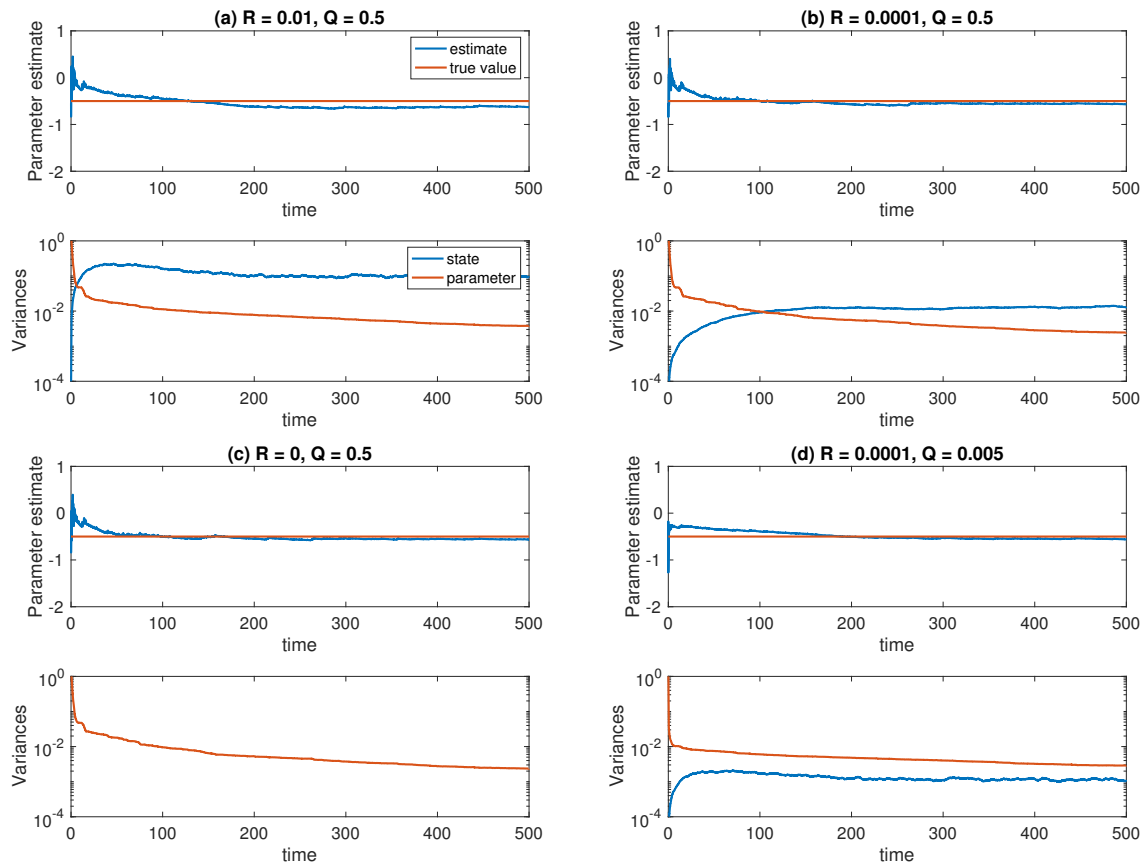 (a) R = 0.01, Q = 0.5
Parameter estimate
1
0
-1
-2
estimate
true value
0 100 200 300 400 500
time
Variances
10^0
10^-2
10^-4
state
parameter
0 100 200 300 400 500
time
(b) R = 0.0001, Q = 0.5
Parameter estimate
1
0
-1
-2
0 100 200 300 400 500
time
Variances
10^0
10^-2
10^-4
0 100 200 300 400 500
time
(c) R = 0, Q = 0.5
Parameter estimate
1
0
-1
-2
0 100 200 300 400 500
time
Variances
10^0
10^-2
10^-4
0 100 200 300 400 500
time
(d) R = 0.0001, Q = 0.005
Parameter estimate
1
0
-1
-2
0 100 200 300 400 500
time
Variances
10^0
10^-2
10^-4
0 100 200 300 400 500
time